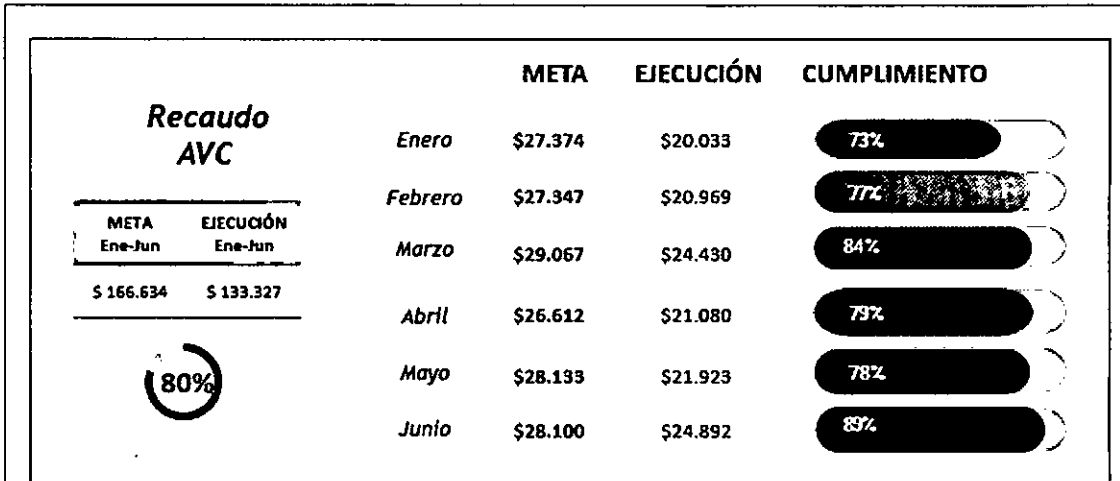 META EJECUCIÓN CUMPLIMIENTO
Recaudo
AVC
Enero $27.374 $20.033 73%
Febrero $27.347 $20.969 77%
META EJECUCIÓN
Ene-Jun Ene-Jun
Marzo $29.067 $24.430 84%
$ 166.634 $ 133.327
Abril $26.612 $21.080 79%
80%
Mayo $28.133 $21.923 78%
Junio $28.100 $24.892 89%